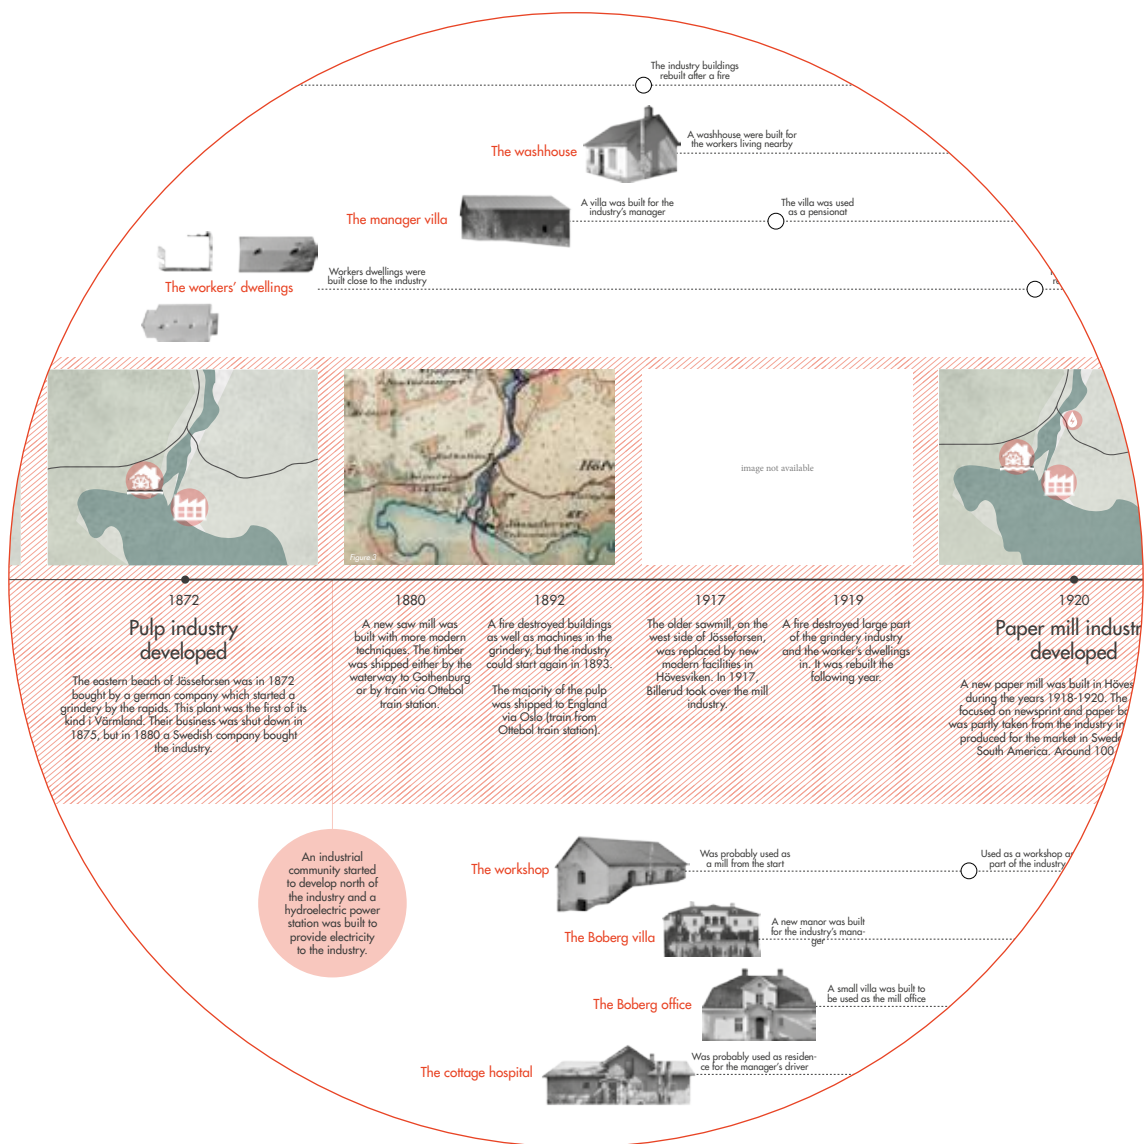 The industry buildings
rebuilt after a fire
The washhouse
A washhouse were built for
the workers living nearby
The manager villa
A villa was built for the
industry's manager
The villa was used
as a pensionat
The workers' dwellings
Workers dwellings were
built close to the industry
Figure 3.
image not available
1872
Pulp industry
developed
The eastern beach of Jösseforsen was in 1872
bought by a german company which started a
grindery by the rapids. This plant was the first of its
kind i Värmland. Their business was shut down in
1875, but in 1880 a Swedish company bought
the industry.
1880
A new saw mill was
built with more modern
techniques. The timber
was shipped either by the
waterway to Gothenburg
or by train via Ottebol
train station.
1892
A fire destroyed buildings
as well as machines in the
grindery, but the industry
could start again in 1893.
The majority of the pulp
was shipped to England
via Oslo (train from
Ottebol train station).
1917
The older sawmill, on the
west side of Jösseforsen,
was replaced by new
modern facilities in
Hövesviken. In 1917,
Billerud took over the mill
industry.
1919
A fire destroyed large part
of the grindery industry
and the worker's dwellings
in. It was rebuilt the
following year.
1920
Paper mill industr
developed
A new paper mill was built in Höves
during the years 1918-1920. The
focused on newsprint and paper bo
was partly taken from the industry in
produced for the market in Swede
South America. Around 100
An industrial
community started
to develop north of
the industry and a
hydroelectric power
station was built to
provide electricity
to the industry.
The workshop
Was probably used as
a mill from the start
Used as a workshop a
part of the industry
The Boberg villa
A new manor was built
for the industry's mana-
ger
The Boberg office
A small villa was built to
be used as the mill office
The cottage hospital
Was probably used as residen-
ce for the manager's driver